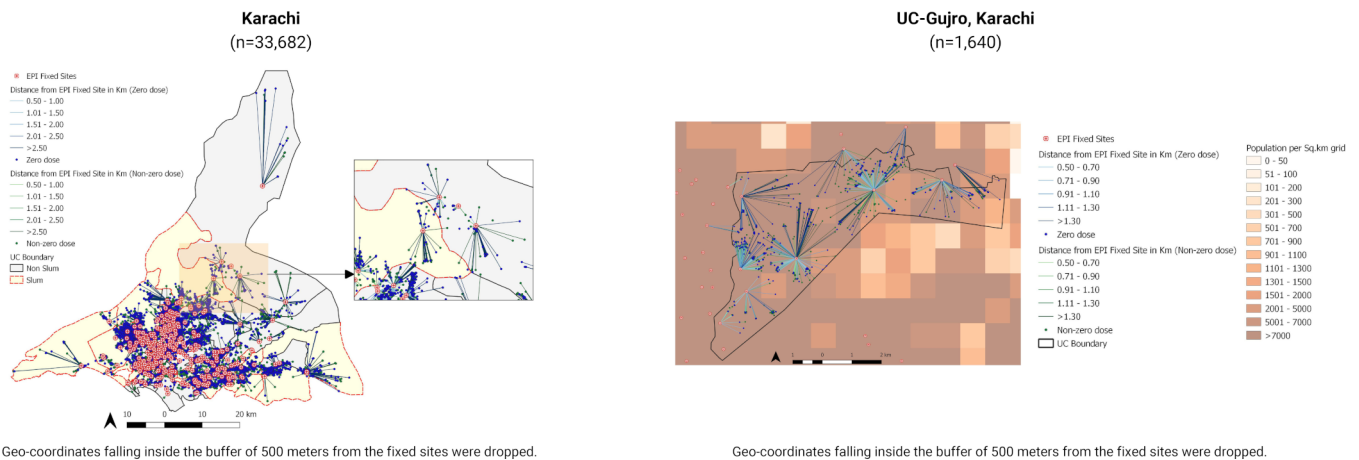 Karachi
(n=33,682)
EPI Fixed Sites
Distance from EPI Fixed Site in Km (Zero dose)
0.50 - 1.00
1.01 - 1.50
1.51 - 2.00
2.01 - 2.50
>2.50
Zero dose
Distance from EPI Fixed Site in Km (Non-zero dose)
0.50 - 1.00
1.01 - 1.50
1.51 - 2.00
2.01 - 2.50
>2.50
Non-zero dose
UC Boundary
Non Slum
Slum
10 0 10 20 km
Geo-coordinates falling inside the buffer of 500 meters from the fixed sites were dropped.
UC-Gujro, Karachi
(n=1,640)
1 0 1 2 km
EPI Fixed Sites
Distance from EPI Fixed Site in Km (Zero dose)
0.50 - 0.70
0.71 - 0.90
0.91 - 1.10
1.11 - 1.30
>1.30
Zero dose
Distance from EPI Fixed Site in Km (Non-zero dose)
0.50 - 0.70
0.71 - 0.90
0.91 - 1.10
1.11 - 1.30
>1.30
Non-zero dose
UC Boundary
Population per Sq.km grid
0 - 50
51 - 100
101 - 200
201 - 300
301 - 500
501 - 700
701 - 900
901 - 1100
1101 - 1300
1301 - 1500
1501 - 2000
2001 - 5000
5001 - 7000
>7000
Geo-coordinates falling inside the buffer of 500 meters from the fixed sites were dropped.